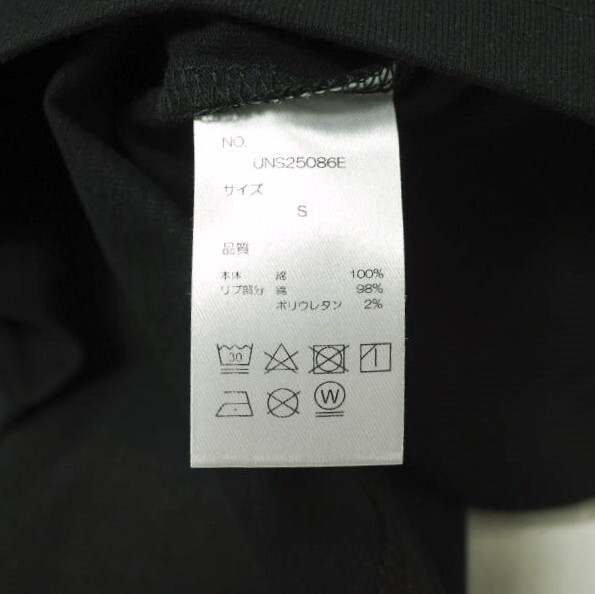 NO.
UNS25086E
サイズ
S
品質
本体 綿 100%
リブ部分 綿 98%
ポリウレタン 2%
30
W